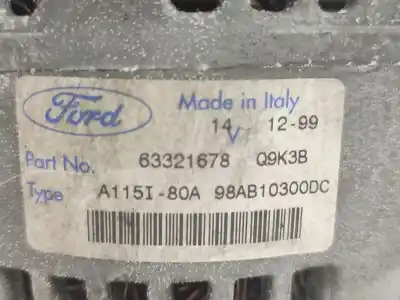 Ford
Made in Italy
14 V 12-99
Part No. 63321678 Q9K3B
Type A115I-80A 98AB10300DC